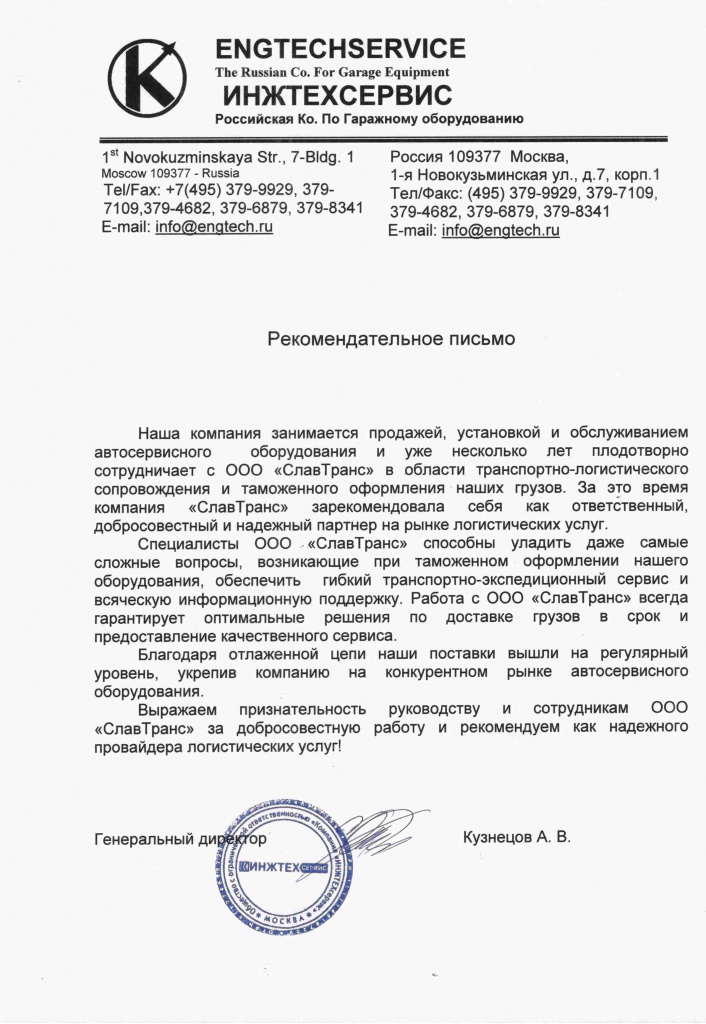 K
ENGTECHSERVICE
The Russian Co. For Garage Equipment
ИНЖТЕХСЕРВИС
Российская Ко. По Гаражному оборудованию
1st Novokuzminskaya Str., 7-Bldg. 1
Moscow 109377 - Russia
Tel/Fax: +7(495) 379-9929, 379-
7109,379-4682, 379-6879, 379-8341
E-mail: info@engtech.ru
Россия 109377 Москва,
1-я Новокузьминская ул., д.7, корп.1
Тел/Факс: (495) 379-9929, 379-7109,
379-4682, 379-6879, 379-8341
E-mail: info@engtech.ru
Рекомендательное письмо
Наша компания занимается продажей, установкой и обслуживанием
автосервисного оборудования и уже несколько лет плодотворно
сотрудничает с ООО «СлавТранс» в области транспортно-логистического
сопровождения и таможенного оформления наших грузов. За это время
компания «СлавТранс» зарекомендовала себя как ответственный,
добросовестный и надежный партнер на рынке логистических услуг.
Специалисты ООО «СлавТранс» способны уладить даже самые
сложные вопросы, возникающие при таможенном оформлении нашего
оборудования, обеспечить гибкий транспортно-экспедиционный сервис и
всяческую информационную поддержку. Работа с ООО «СлавТранс» всегда
гарантирует оптимальные решения по доставке грузов в срок и
предоставление качественного сервиса.
Благодаря отлаженной цепи наши поставки вышли на регулярный
уровень, укрепив компанию на конкурентном рынке автосервисного
оборудования.
Выражаем признательность руководству и сотрудникам ООО
«СлавТранс» за добросовестную работу и рекомендуем как надежного
провайдера логистических услуг!
Генеральный директор
Кузнецов А. В.
Общество с ограниченной ответственностью «Компания «ИНЖТЕХсервис»
ИНЖТЕХСЕРВИС
* МОСКВА *